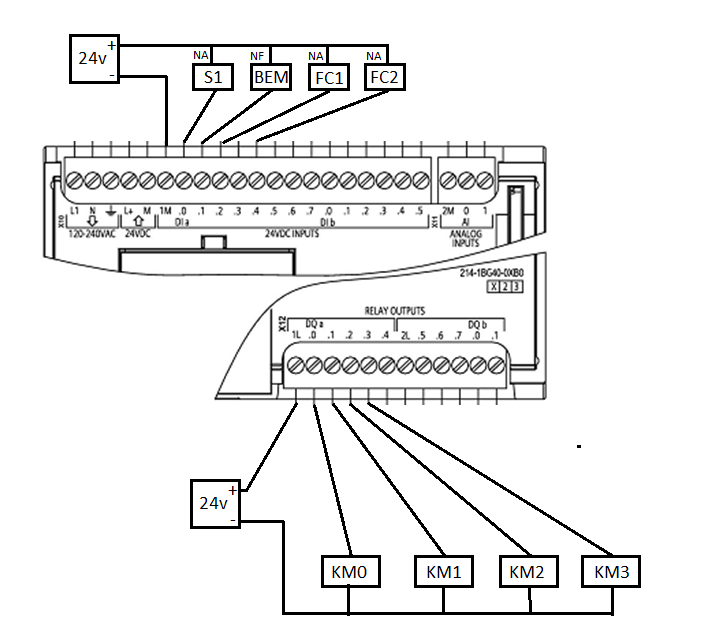 24v + -
NA NF NA NA
S1 BEM FC1 FC2
L1 N L+ M 1M .0 .1 .2 .3 .4 .5 .6 .7 .0 .1 .2 .3 .4 .5 2M 0 1
X10 DI a DI b X11 AI
120-240VAC 24VDC 24VDC INPUTS ANALOG
INPUTS
214-1BG40-0XB0
X 2 3
RELAY OUTPUTS
X12 DQ a DQ b
1L .0 .1 .2 .3 .4 2L .5 .6 .7 .0 .1
24v + -
KM0 KM1 KM2 KM3